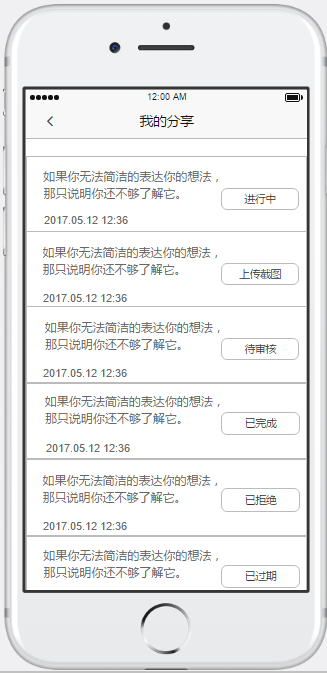 12:00 AM
我的分享
如果你无法简洁的表达你的想法，
那只说明你还不够了解它。
进行中
2017.05.12 12:36
如果你无法简洁的表达你的想法，
那只说明你还不够了解它。
上传截图
2017.05.12 12:36
如果你无法简洁的表达你的想法，
那只说明你还不够了解它。
待审核
2017.05.12 12:36
如果你无法简洁的表达你的想法，
那只说明你还不够了解它。
已完成
2017.05.12 12:36
如果你无法简洁的表达你的想法，
那只说明你还不够了解它。
已拒绝
2017.05.12 12:36
如果你无法简洁的表达你的想法，
那只说明你还不够了解它。
已过期